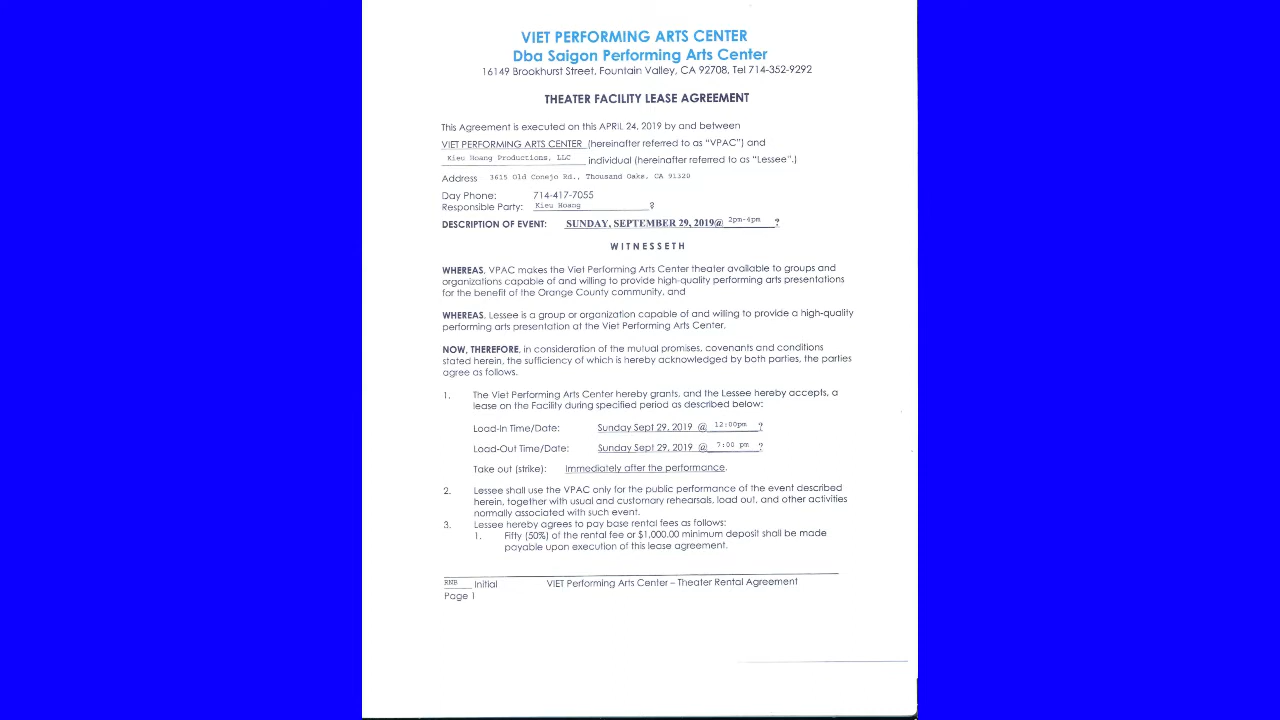 VIET PERFORMING ARTS CENTER
Dba Saigon Performing Arts Center
16149 Brookhurst Street, Fountain Valley, CA 92708, Tel 714-352-9292
THEATER FACILITY LEASE AGREEMENT
This Agreement is executed on this APRIL 24, 2019 by and between
VIET PERFORMING ARTS CENTER (hereinafter referred to as "VPAC") and
Kieu Hoang Productions, LLC individual (hereinafter referred to as "Lessee".)
Address 3615 Old Conejo Rd., Thousand Oaks, CA 91320
Day Phone: 714-417-7055
Responsible Party: Kieu Hoang ?
DESCRIPTION OF EVENT: SUNDAY, SEPTEMBER 29, 2019@ 2pm-4pm ?
WITNESSETH
WHEREAS, VPAC makes the Viet Performing Arts Center theater available to groups and
organizations capable of and willing to provide high-quality performing arts presentations
for the benefit of the Orange County community, and
WHEREAS, Lessee is a group or organization capable of and willing to provide a high-quality
performing arts presentation at the Viet Performing Arts Center,
NOW, THEREFORE, in consideration of the mutual promises, covenants and conditions
stated herein, the sufficiency of which is hereby acknowledged by both parties, the parties
agree as follows.
1. The Viet Performing Arts Center hereby grants, and the Lessee hereby accepts, a
lease on the Facility during specified period as described below:
Load-In Time/Date: Sunday Sept 29, 2019 @ 12:00pm ?
Load-Out Time/Date: Sunday Sept 29, 2019 @ 7:00 pm ?
Take out (strike): Immediately after the performance.
2. Lessee shall use the VPAC only for the public performance of the event described
herein, together with usual and customary rehearsals, load out, and other activities
normally associated with such event.
3. Lessee hereby agrees to pay base rental fees as follows:
1. Fifty (50%) of the rental fee or $1,000.00 minimum deposit shall be made
payable upon execution of this lease agreement.
RNB Initial VIET Performing Arts Center – Theater Rental Agreement
Page 1